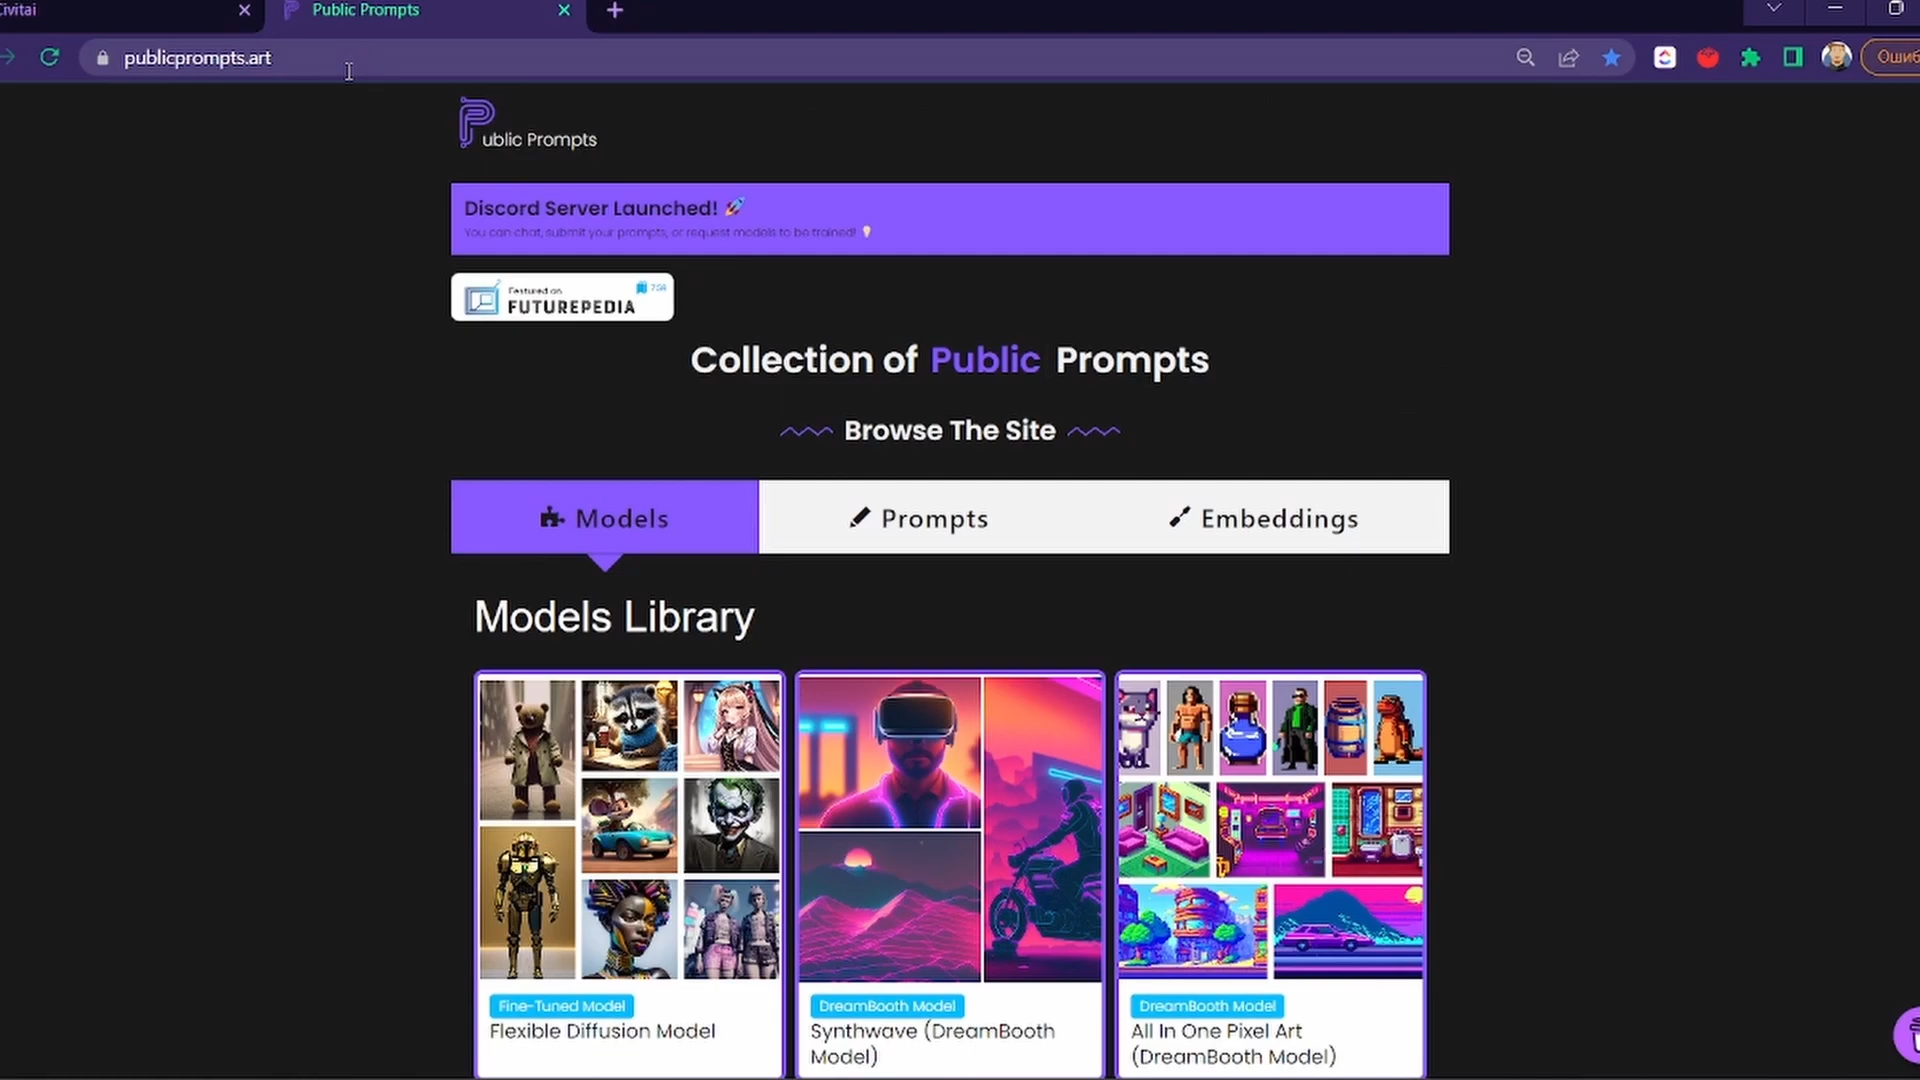 Civitai
Public Prompts
publicprompts.art
Ошиб
Public Prompts
Discord Server Launched! 🚀
You can chat, submit your prompts, or request models to be trained! 💡
Featured on
FUTUREPEDIA
Collection of Public Prompts
Browse The Site
Models
Prompts
Embeddings
Models Library
Fine-Tuned Model
Flexible Diffusion Model
DreamBooth Model
Synthwave (DreamBooth
Model)
DreamBooth Model
All In One Pixel Art
(DreamBooth Model)